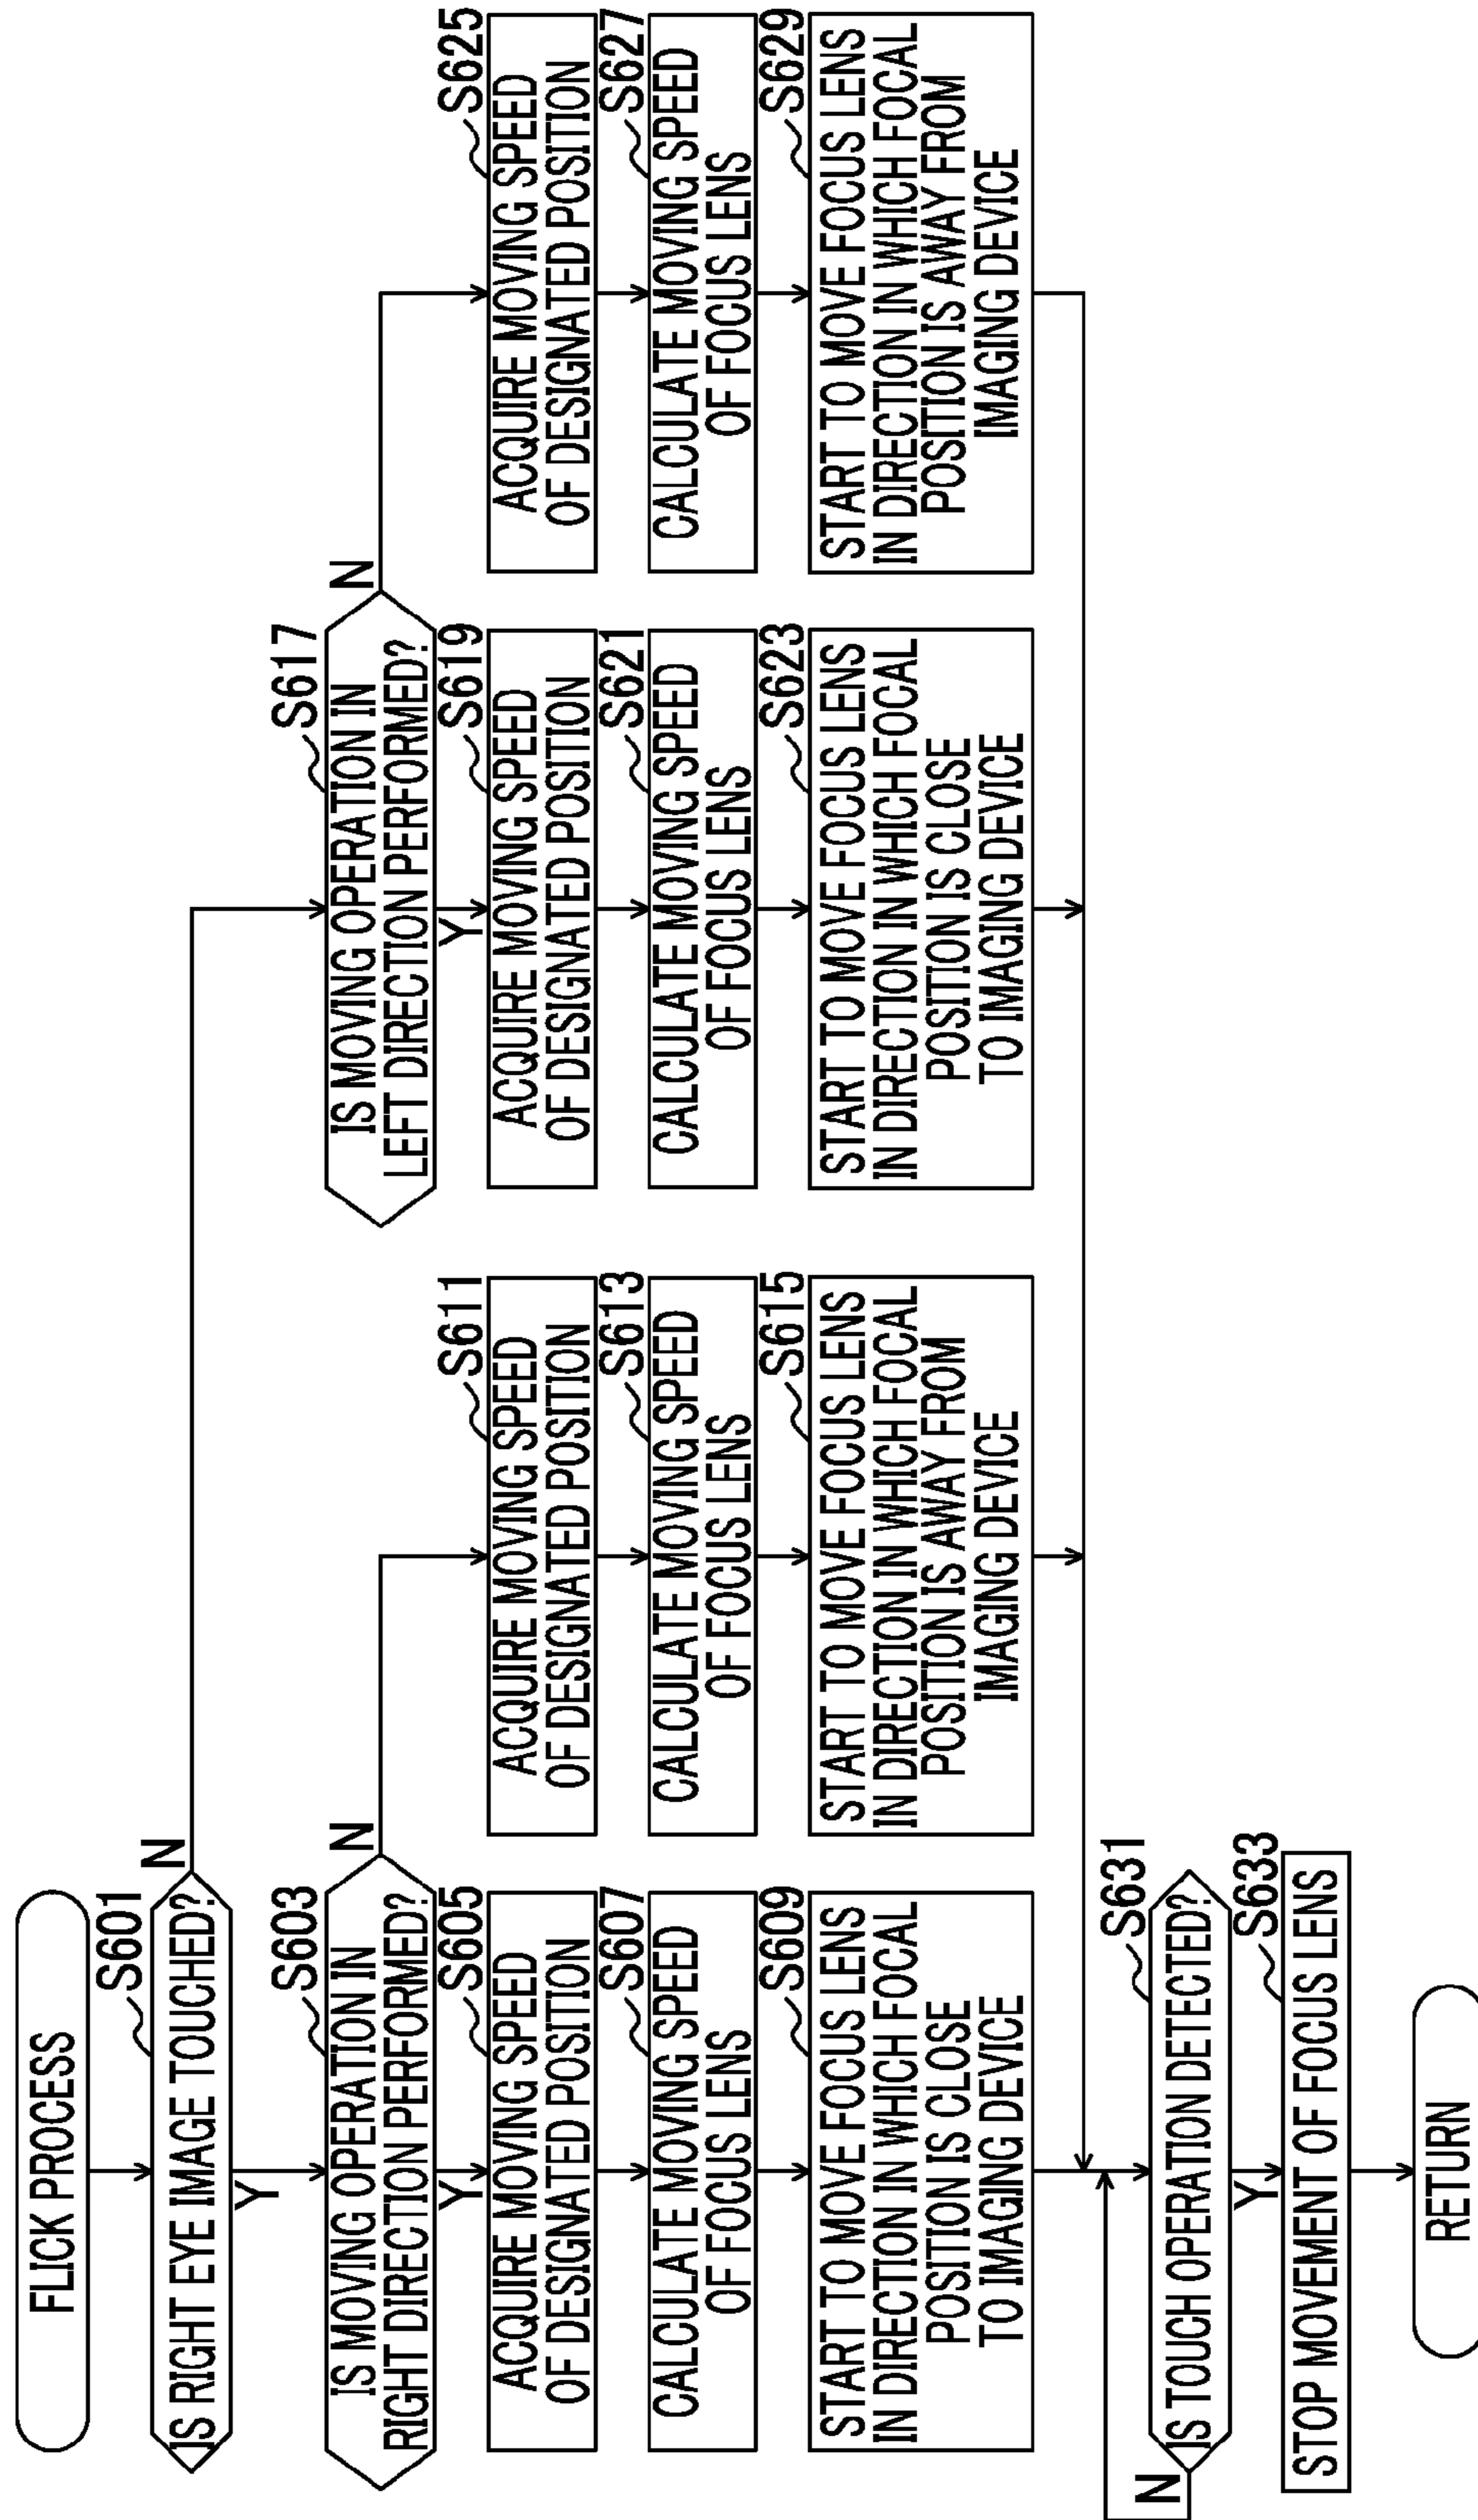 FLICK PROCESS
S601
IS RIGHT EYE IMAGE TOUCHED?
N
Y
S603
IS MOVING OPERATION IN
RIGHT DIRECTION PERFORMED?
N
Y
S605
ACQUIRE MOVING SPEED
OF DESIGNATED POSITION
S607
CALCULATE MOVING SPEED
OF FOCUS LENS
S609
START TO MOVE FOCUS LENS
IN DIRECTION IN WHICH FOCAL
POSITION IS CLOSE
TO IMAGING DEVICE
S611
ACQUIRE MOVING SPEED
OF DESIGNATED POSITION
S613
CALCULATE MOVING SPEED
OF FOCUS LENS
S615
START TO MOVE FOCUS LENS
IN DIRECTION IN WHICH FOCAL
POSITION IS AWAY FROM
IMAGING DEVICE
S617
IS MOVING OPERATION IN
LEFT DIRECTION PERFORMED?
N
Y
S619
ACQUIRE MOVING SPEED
OF DESIGNATED POSITION
S621
CALCULATE MOVING SPEED
OF FOCUS LENS
S623
START TO MOVE FOCUS LENS
IN DIRECTION IN WHICH FOCAL
POSITION IS CLOSE
TO IMAGING DEVICE
S625
ACQUIRE MOVING SPEED
OF DESIGNATED POSITION
S627
CALCULATE MOVING SPEED
OF FOCUS LENS
S629
START TO MOVE FOCUS LENS
IN DIRECTION IN WHICH FOCAL
POSITION IS AWAY FROM
IMAGING DEVICE
S631
IS TOUCH OPERATION DETECTED?
N
Y
S633
STOP MOVEMENT OF FOCUS LENS
RETURN